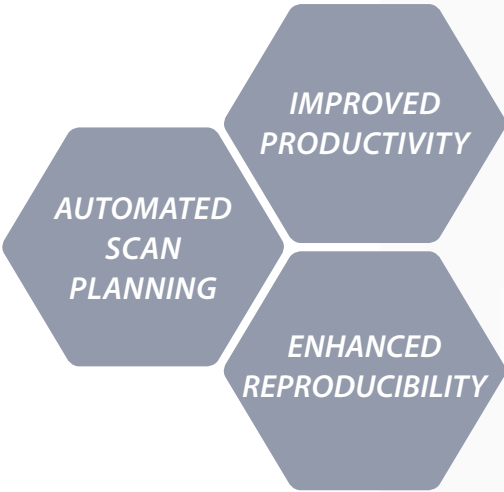 IMPROVED
PRODUCTIVITY
AUTOMATED
SCAN
PLANNING
ENHANCED
REPRODUCIBILITY